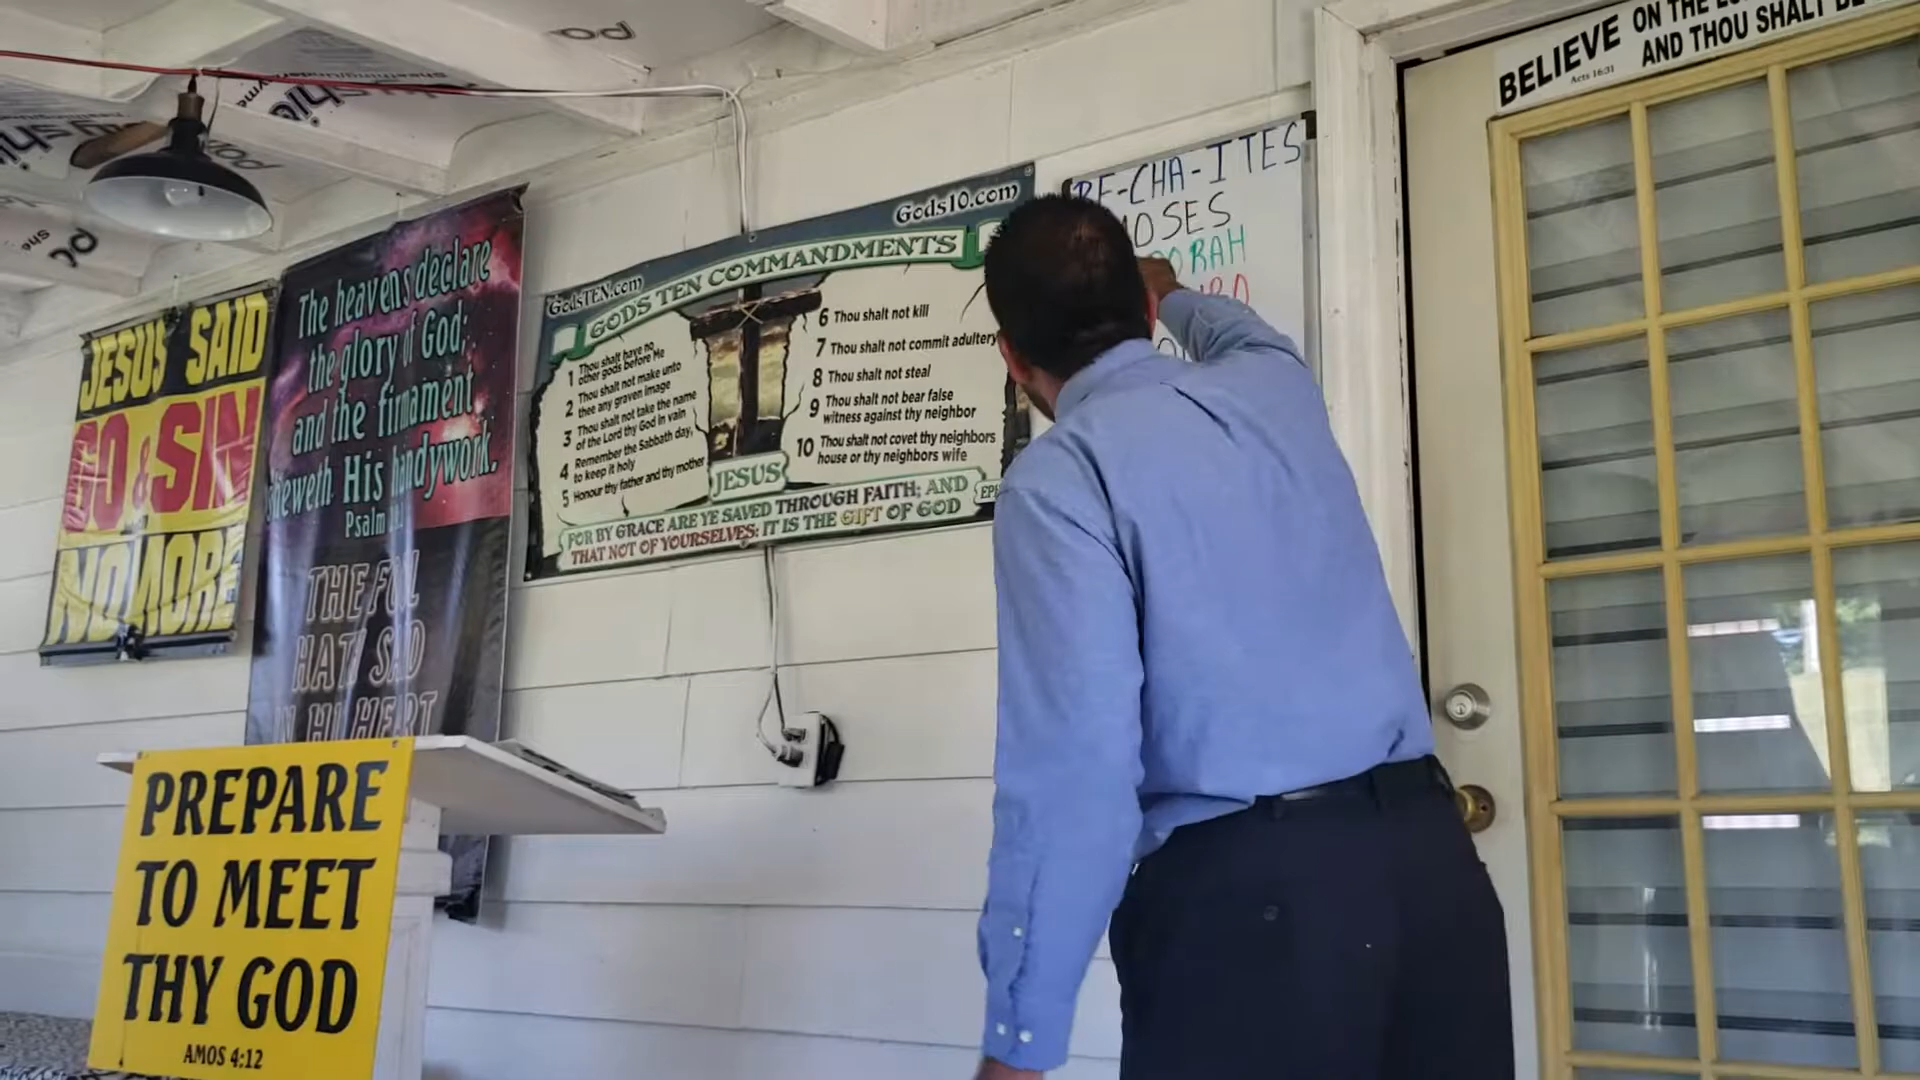 JESUS SAID
GO & SIN
NO MORE
The heavens declare
the glory of God;
and the firmament
sheweth His handywork.
Psalm
THE FOOL
HATH SAID
IN HIS HEART
PREPARE
TO MEET
THY GOD
AMOS 4:12
GodsTEN.com
Gods10.com
GODS TEN COMMANDMENTS
1 Thou shalt have no
other gods before Me
2 Thou shalt not make unto
thee any graven image
3 Thou shalt not take the name
of the Lord thy God in vain
4 Remember the Sabbath day,
to keep it holy
5 Honour thy father and thy mother
6 Thou shalt not kill
7 Thou shalt not commit adultery
8 Thou shalt not steal
9 Thou shalt not bear false
witness against thy neighbor
10 Thou shalt not covet thy neighbors
house or thy neighbors wife
JESUS
FOR BY GRACE ARE YE SAVED THROUGH FAITH; AND
THAT NOT OF YOURSELVES: IT IS THE GIFT OF GOD
EPH
RE-CHA-ITES
MOSES
ORAH
BELIEVE ON THE
AND THOU SHALT BE
Acts 16:31